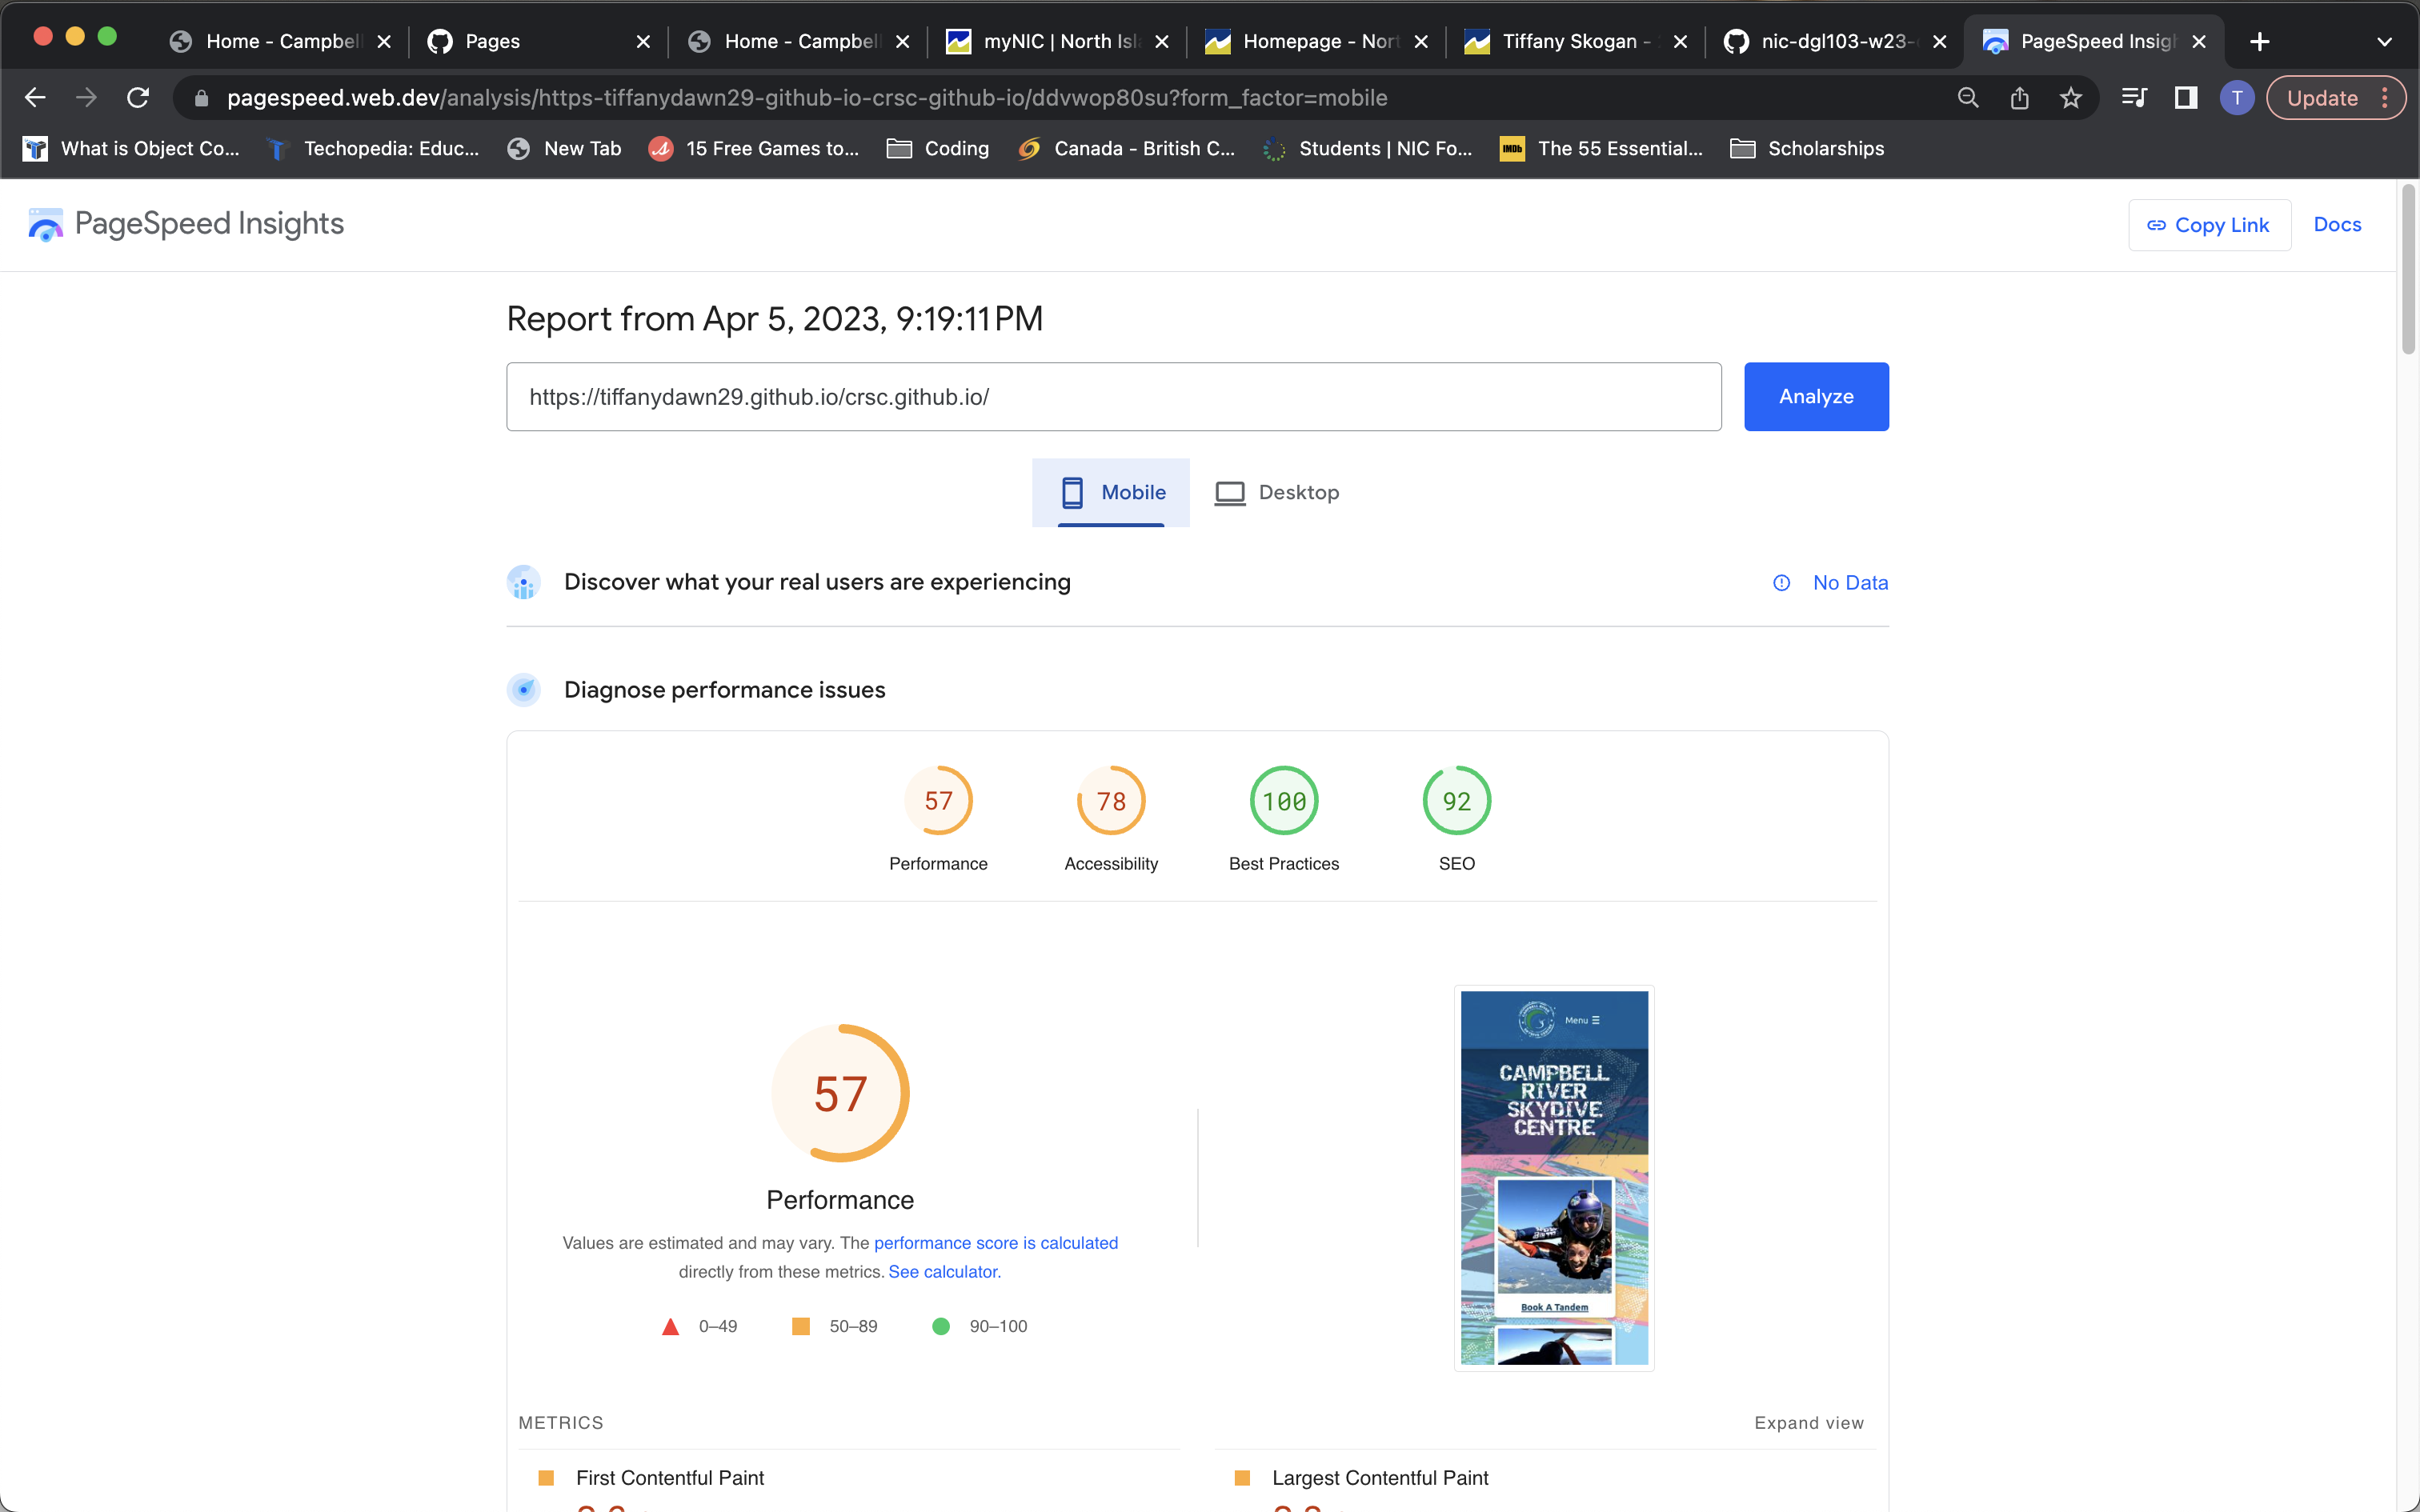 Home - Campbel
Pages
Home - Campbell
myNIC | North Isl
Homepage - Nort
Tiffany Skogan -
nic-dgl103-w23-
PageSpeed Insigh
pagespeed.web.dev/analysis/https-tiffanydawn29-github-io-crsc-github-io/ddvwop80su?form_factor=mobile
T
Update
What is Object Co...
Techopedia: Educ...
New Tab
15 Free Games to...
Coding
Canada - British C...
Students | NIC Fo...
IMDb
The 55 Essential...
Scholarships
PageSpeed Insights
Copy Link
Docs
Report from Apr 5, 2023, 9:19:11 PM
https://tiffanydawn29.github.io/crsc.github.io/
Analyze
Mobile
Desktop
Discover what your real users are experiencing
No Data
Diagnose performance issues
57
78
100
92
Performance
Accessibility
Best Practices
SEO
57
Performance
Values are estimated and may vary. The performance score is calculated
directly from these metrics. See calculator.
0–49
50–89
90–100
Menu
CAMPBELL
RIVER
SKYDIVE
CENTRE
Book A Tandem
METRICS
Expand view
First Contentful Paint
Largest Contentful Paint